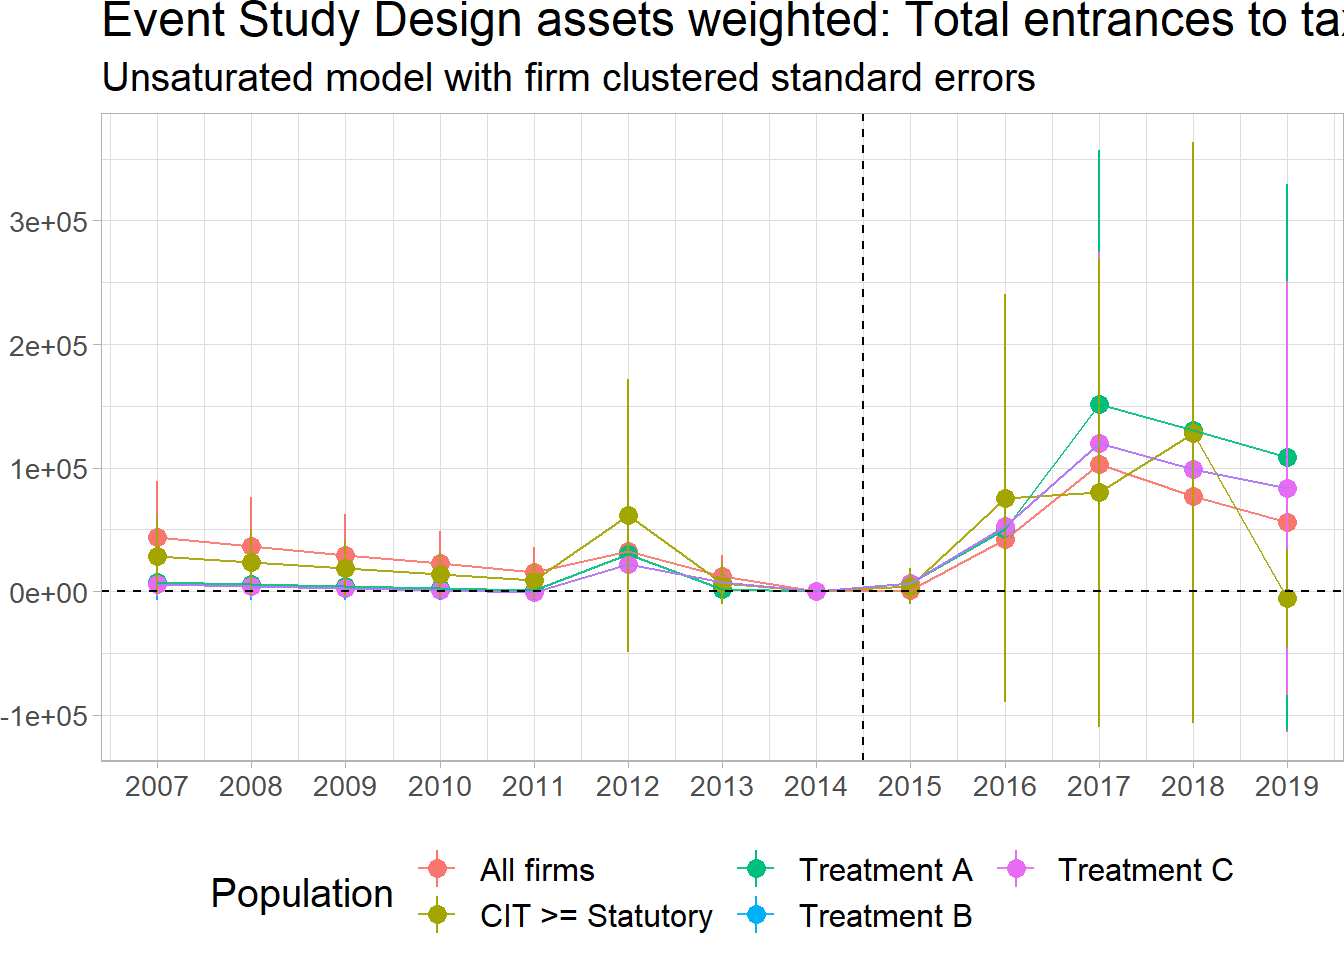 Event Study Design assets weighted: Total entrances to tax
Unsaturated model with firm clustered standard errors
3e+05
2e+05
1e+05
0e+00
-1e+05
2007 2008 2009 2010 2011 2012 2013 2014 2015 2016 2017 2018 2019
Population
All firms Treatment A Treatment C
CIT >= Statutory Treatment B